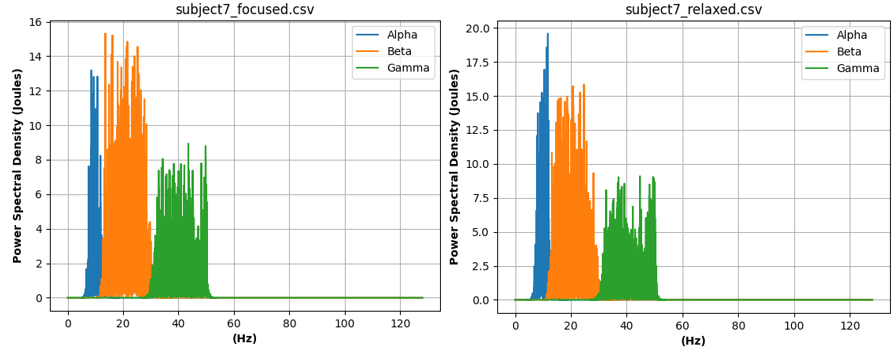 subject7_focused.csv
Power Spectral Density (Joules)
16
14
12
10
8
6
4
2
0
Alpha
Beta
Gamma
0 20 40 60 80 100 120
(Hz)
subject7_relaxed.csv
Power Spectral Density (Joules)
20.0
17.5
15.0
12.5
10.0
7.5
5.0
2.5
0.0
Alpha
Beta
Gamma
0 20 40 60 80 100 120
(Hz)